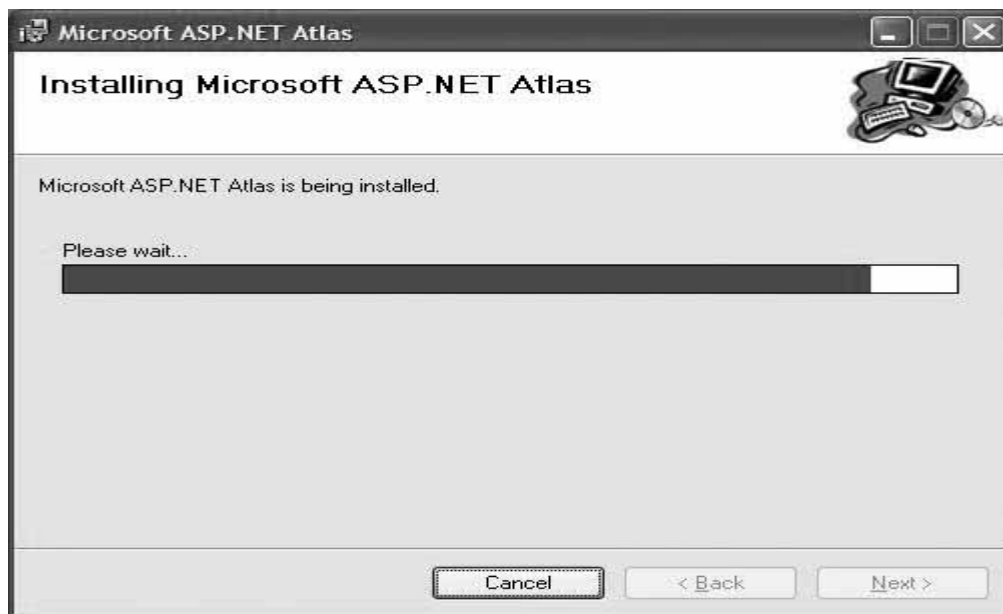 Microsoft ASP.NET Atlas
Installing Microsoft ASP.NET Atlas
Microsoft ASP.NET Atlas is being installed.
Please wait...
Cancel
< Back
Next >